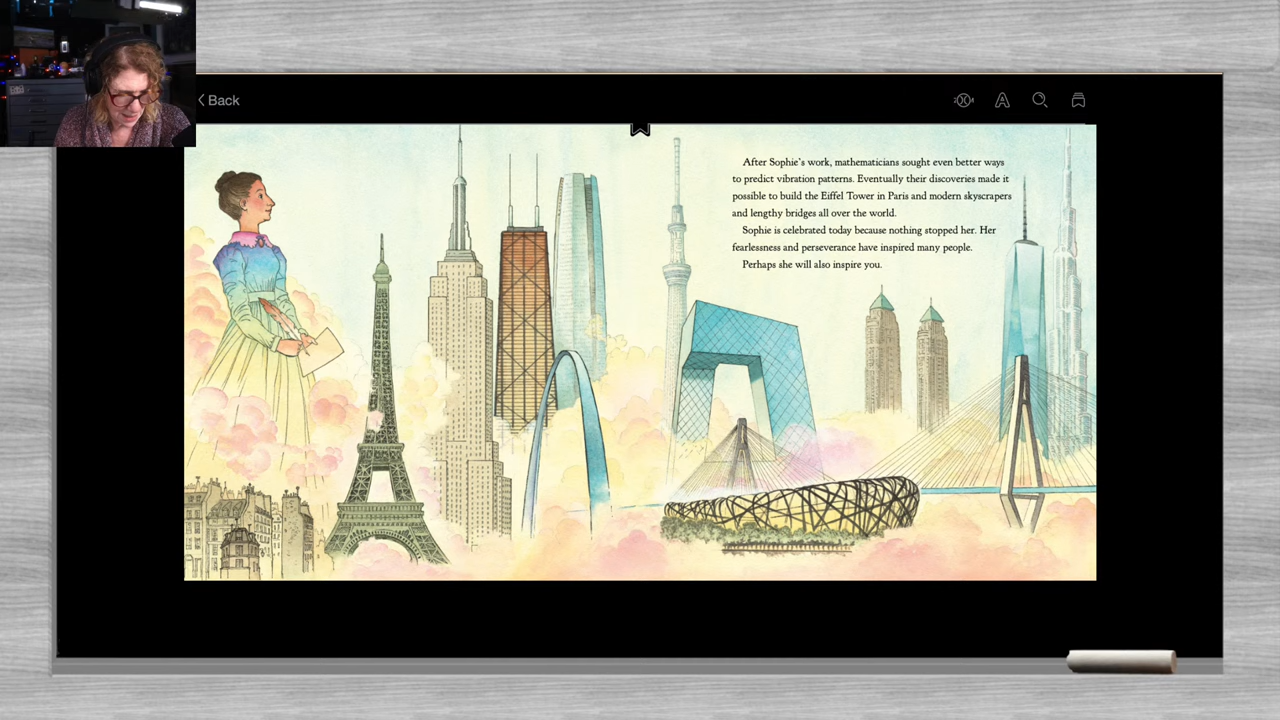 Back
After Sophie's work, mathematicians sought even better ways
to predict vibration patterns. Eventually their discoveries made it
possible to build the Eiffel Tower in Paris and modern skyscrapers
and lengthy bridges all over the world.
Sophie is celebrated today because nothing stopped her. Her
fearlessness and perseverance have inspired many people.
Perhaps she will also inspire you.